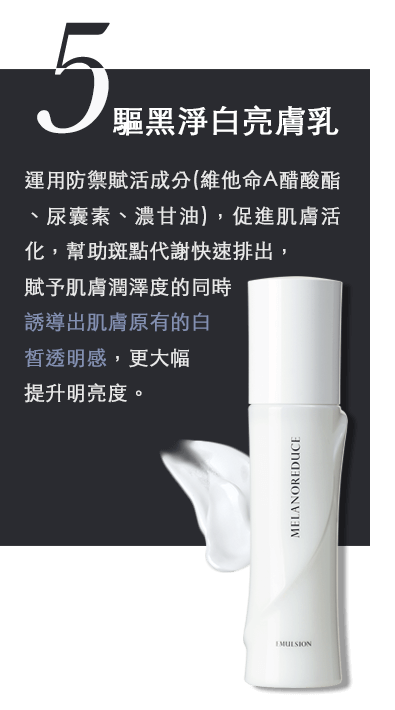 5
驅黑淨白亮膚乳
運用防禦賦活成分(維他命A醋酸酯
、尿囊素、濃甘油)，促進肌膚活
化，幫助斑點代謝快速排出，
賦予肌膚潤澤度的同時
誘導出肌膚原有的白
皙透明感，更大幅
提升明亮度。
MELANOREDUCE
EMULSION